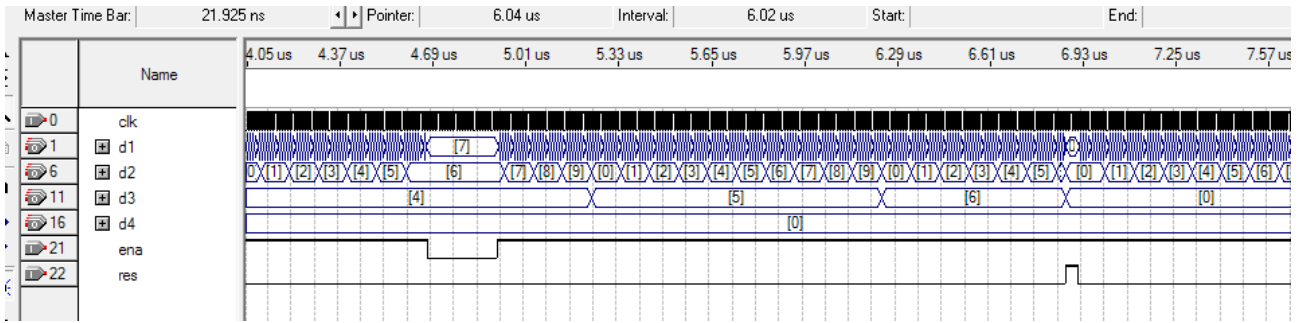 Master Time Bar: 21.925 ns Pointer: 6.04 us Interval: 6.02 us Start: End:
Name 4.05 us 4.37 us 4.69 us 5.01 us 5.33 us 5.65 us 5.97 us 6.29 us 6.61 us 6.93 us 7.25 us 7.57 us
0 clk
1 d1 [7]
6 d2 0 [1] [2] [3] [4] [5] [6] [7] [8] [9] [0] [1] [2] [3] [4] [5] [6] [7] [8] [9] [0] [1] [2] [3] [4] [5] [0] [1] [2] [3] [4] [5] [6]
11 d3 [4] [5] [6] [0]
16 d4 [0]
21 ena
22 res